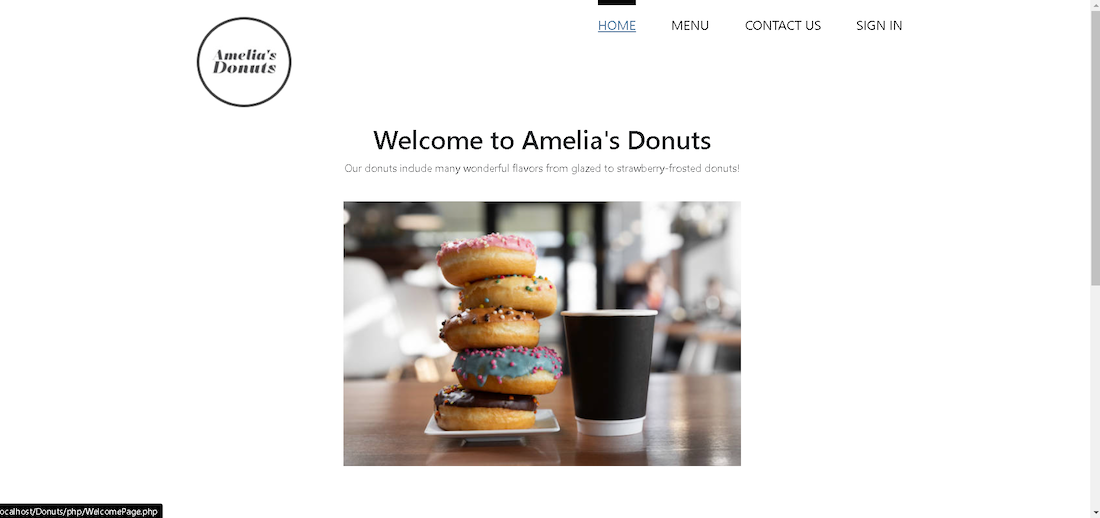 Amelia's
Donuts
HOME MENU CONTACT US SIGN IN
Welcome to Amelia's Donuts
Our donuts include many wonderful flavors from glazed to strawberry-frosted donuts!
ocalhost/Donuts/php/WelcomePage.php